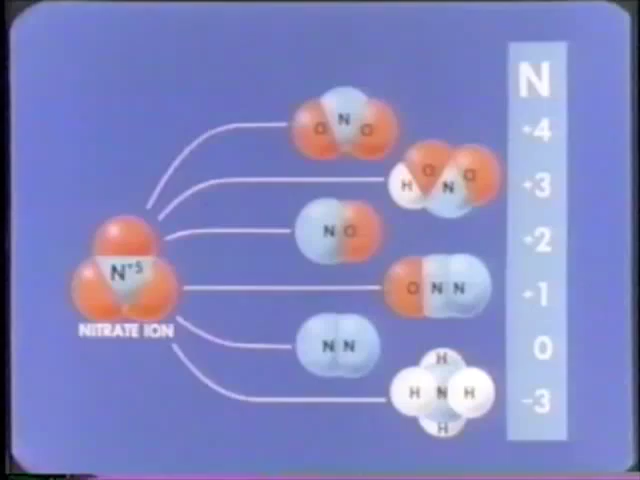 N
O N O
+4
H O N O
+3
N O
+2
N+5
O N N
+1
NITRATE ION
N N
0
H
H N H
H
-3